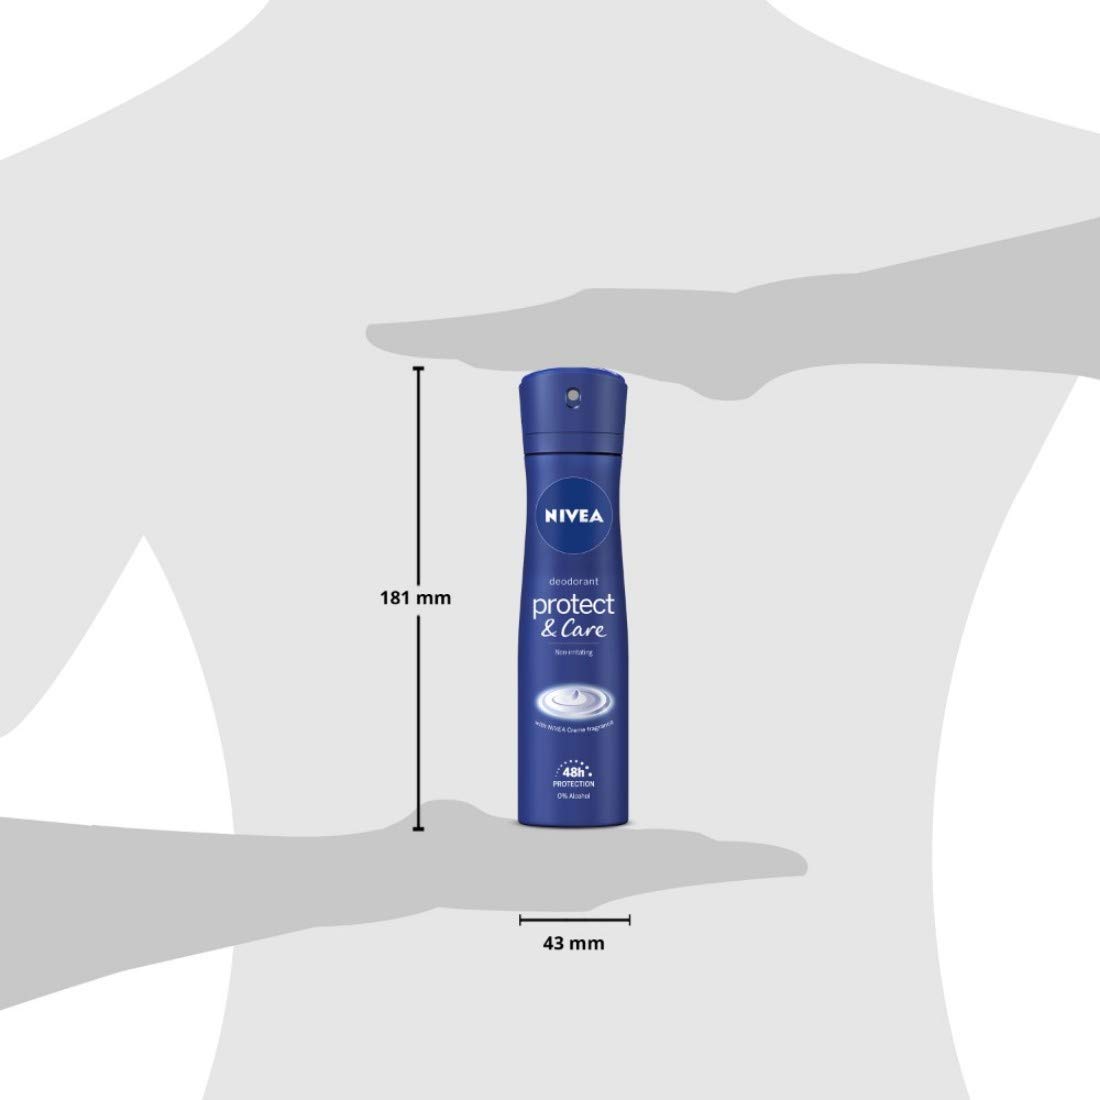 181 mm
NIVEA
deodorant
protect
& Care
Non-irritating
with NIVEA Creme fragrance
48h
PROTECTION
0% Alcohol
43 mm